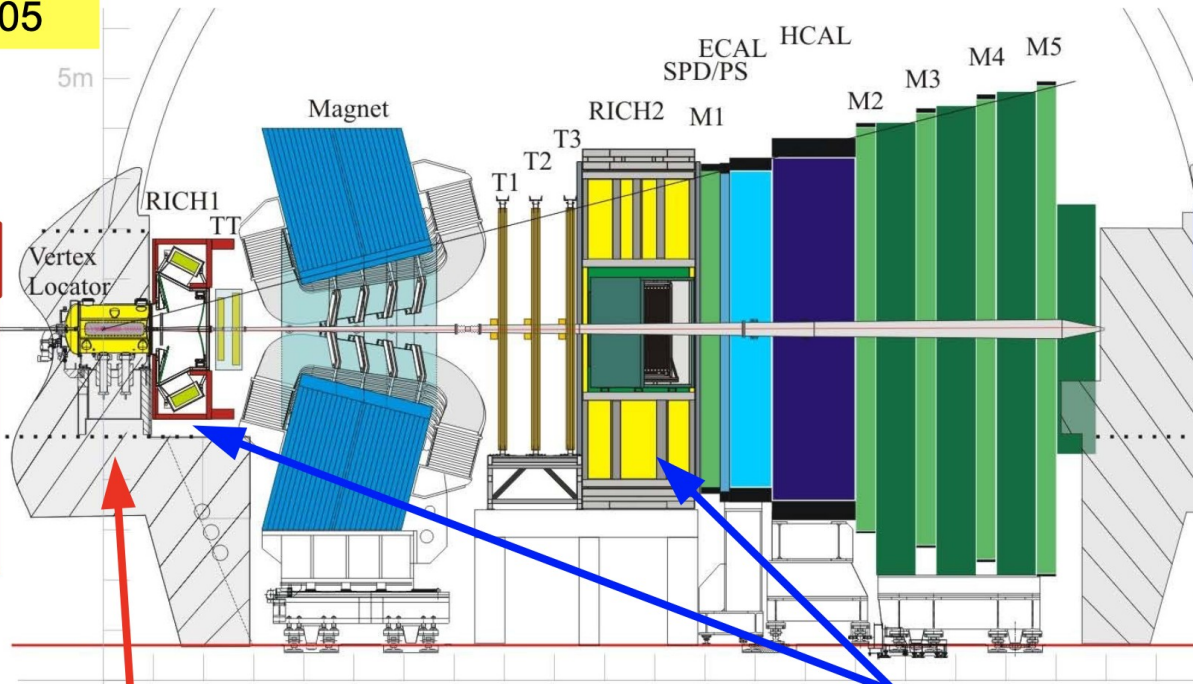 05
5m
Magnet
RICH1
TT
Vertex
Locator
T1
T2
T3
RICH2
M1
SPD/PS
ECAL
HCAL
M2
M3
M4
M5